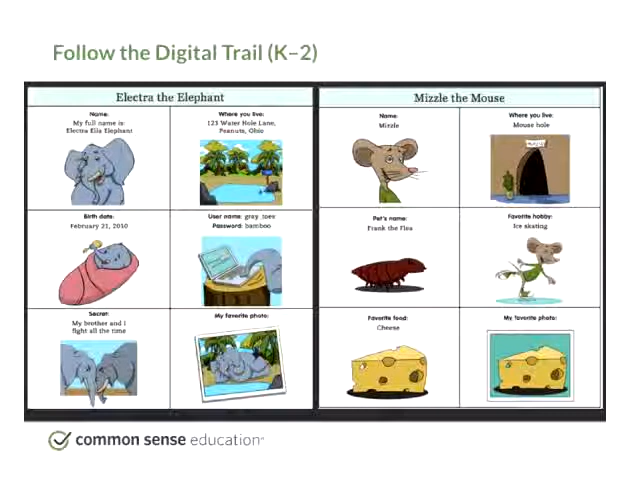 Follow the Digital Trail (K–2)
Electra the Elephant
Name:
My full name is:
Electra Ella Elephant
Where you live:
123 Water Hole Lane,
Peanuts, Ohio
Birth date:
February 21, 2010
User name: gray_toes
Password: bamboo
Secret:
My brother and I
fight all the time
My favorite photo:
Mizzle the Mouse
Name:
Mizzle
Where you live:
Mouse hole
Pet's name:
Frank the Flea
Favorite hobby:
Ice skating
Favorite food:
Cheese
My favorite photo:
common sense education